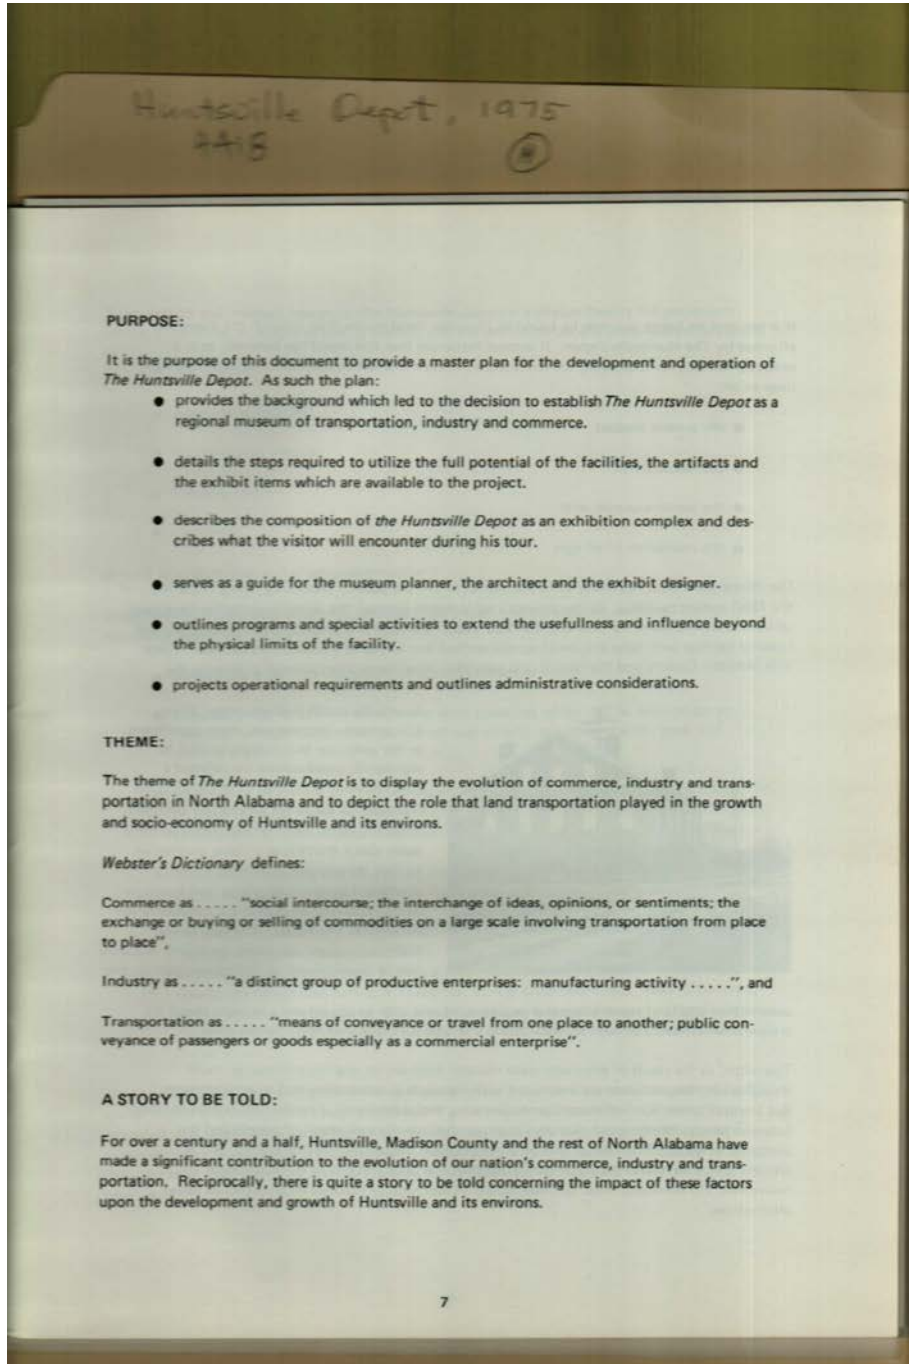 Huntsville Depot, 1975
PURPOSE:
It is the purpose of this document to provide a master plan for the development and operation of
The Huntsville Depot. As such the plan:
● provides the background which led to the decision to establish The Huntsville Depot as a
regional museum of transportation, industry and commerce.
● details the steps required to utilize the full potential of the facilities, the artifacts and
the exhibit items which are available to the project.
● describes the composition of the Huntsville Depot as an exhibition complex and des-
cribes what the visitor will encounter during his tour.
● serves as a guide for the museum planner, the architect and the exhibit designer.
● outlines programs and special activities to extend the usefullness and influence beyond
the physical limits of the facility.
● projects operational requirements and outlines administrative considerations.
THEME:
The theme of The Huntsville Depot is to display the evolution of commerce, industry and trans-
portation in North Alabama and to depict the role that land transportation played in the growth
and socio-economy of Huntsville and its environs.
Webster's Dictionary defines:
Commerce as ..... "social intercourse; the interchange of ideas, opinions, or sentiments; the
exchange or buying or selling of commodities on a large scale involving transportation from place
to place",
Industry as ..... "a distinct group of productive enterprises: manufacturing activity .....", and
Transportation as ..... "means of conveyance or travel from one place to another; public con-
veyance of passengers or goods especially as a commercial enterprise".
A STORY TO BE TOLD:
For over a century and a half, Huntsville, Madison County and the rest of North Alabama have
made a significant contribution to the evolution of our nation's commerce, industry and trans-
portation. Reciprocally, there is quite a story to be told concerning the impact of these factors
upon the development and growth of Huntsville and its environs.
7